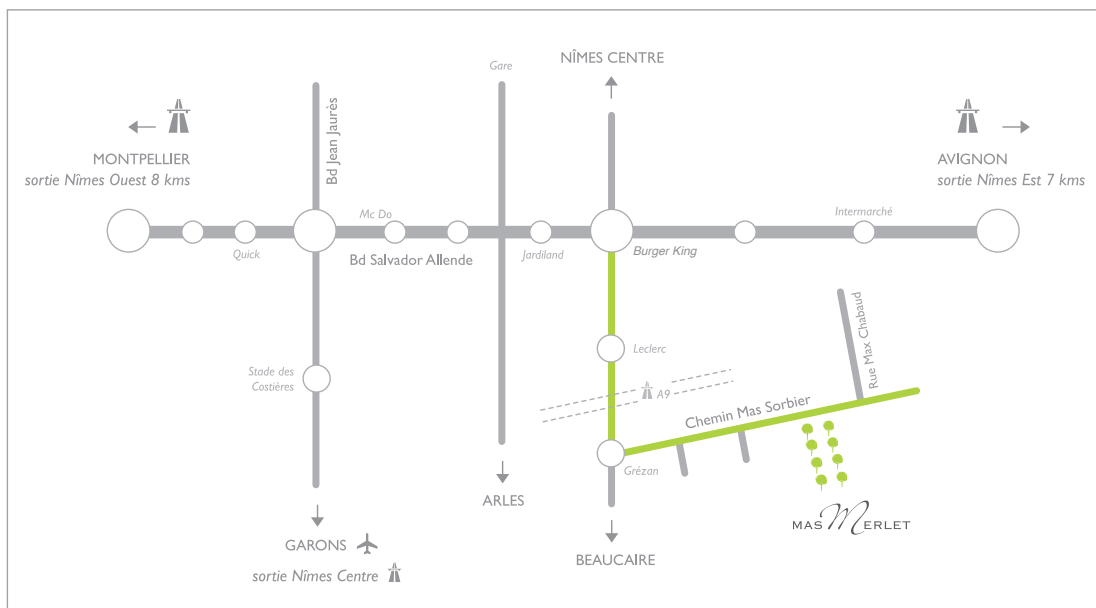 NÎMES CENTRE
Gare
Bd Jean Jaurès
MONTPELLIER
sortie Nîmes Ouest 8 kms
AVIGNON
sortie Nîmes Est 7 kms
Mc Do
Intermarché
Quick
Bd Salvador Allende
Jardiland
Burger King
Rue Max Chabaud
Leclerc
Stade des
Costières
A9
Chemin Mas Sorbier
Grézan
ARLES
MAS MERLET
GARONS
BEAUCAIRE
sortie Nîmes Centre